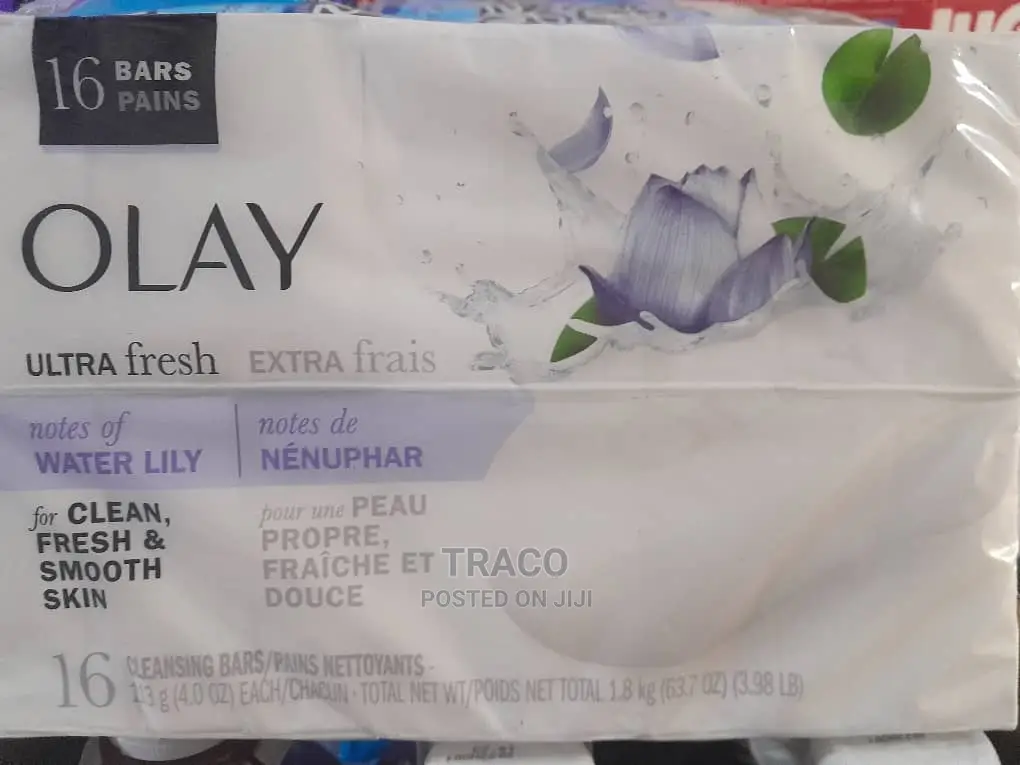 16 BARS
PAINS
OLAY
ULTRA fresh EXTRA frais
notes of
WATER LILY
notes de
NÉNUPHAR
for CLEAN,
FRESH &
SMOOTH
SKIN
pour une PEAU
PROPRE,
FRAÎCHE ET
DOUCE
TRACO
POSTED ON JIJI
16 CLEANSING BARS/PAINS NETTOYANTS -
113 g (4.0 OZ) EACH/CHACUN · TOTAL NET WT/POIDS NET TOTAL 1.8 kg (63.7 OZ) (3.98 LB)